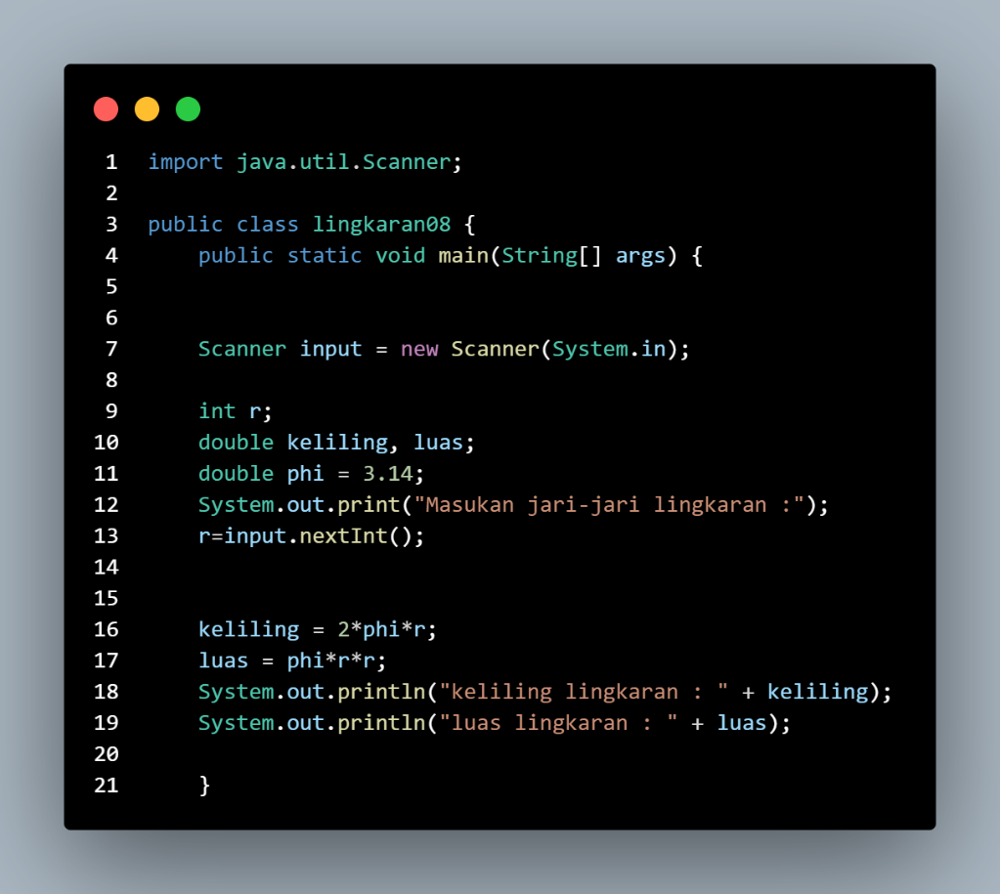 1 import java.util.Scanner;
2
3 public class lingkaran08 {
4     public static void main(String[] args) {
5
6
7     Scanner input = new Scanner(System.in);
8
9     int r;
10     double keliling, luas;
11     double phi = 3.14;
12     System.out.print("Masukan jari-jari lingkaran :");
13     r=input.nextInt();
14
15
16     keliling = 2*phi*r;
17     luas = phi*r*r;
18     System.out.println("keliling lingkaran : " + keliling);
19     System.out.println("luas lingkaran : " + luas);
20
21     }